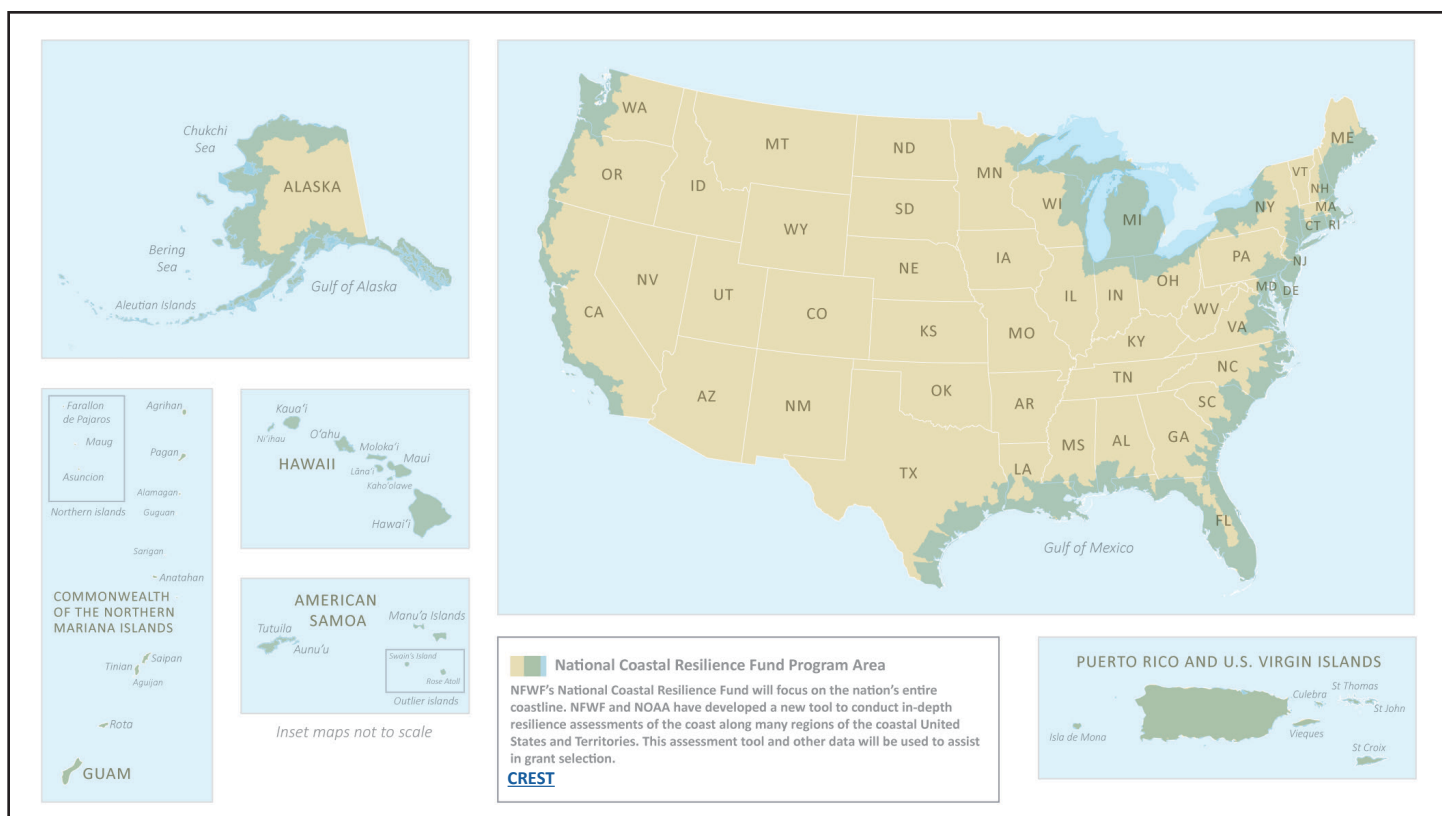 Chukchi
Sea
ALASKA
Bering
Sea
Gulf of Alaska
Aleutian Islands
WA
MT
ND
MN
ME
VT
NH
OR
ID
SD
WI
MI
NY
MA
CT
RI
WY
IA
PA
NJ
NE
OH
NV
UT
IL
IN
MD
DE
CA
CO
WV
VA
KS
MO
KY
NC
TN
AZ
NM
OK
AR
SC
MS
AL
GA
TX
LA
FL
Gulf of Mexico
Farallon
de Pajaros
Maug
Asuncion
Northern islands
Agrihan
Pagan
Alamagan
Guguan
Sarigan
Anatahan
COMMONWEALTH
OF THE NORTHERN
MARIANA ISLANDS
Saipan
Tinian
Aguijan
Rota
GUAM
Kaua‘i
Ni‘ihau
O‘ahu
Moloka‘i
HAWAII
Maui
Lāna‘i
Kaho‘olawe
Hawai‘i
AMERICAN
SAMOA
Manu’a Islands
Tutuila
Aunu’u
Swain’s Island
Rose Atoll
Outlier islands
Inset maps not to scale
National Coastal Resilience Fund Program Area
NFWF’s National Coastal Resilience Fund will focus on the nation’s entire
coastline. NFWF and NOAA have developed a new tool to conduct in-depth
resilience assessments of the coast along many regions of the coastal United
States and Territories. This assessment tool and other data will be used to assist
in grant selection.
CREST
PUERTO RICO AND U.S. VIRGIN ISLANDS
Culebra
St Thomas
St John
Isla de Mona
Vieques
St Croix